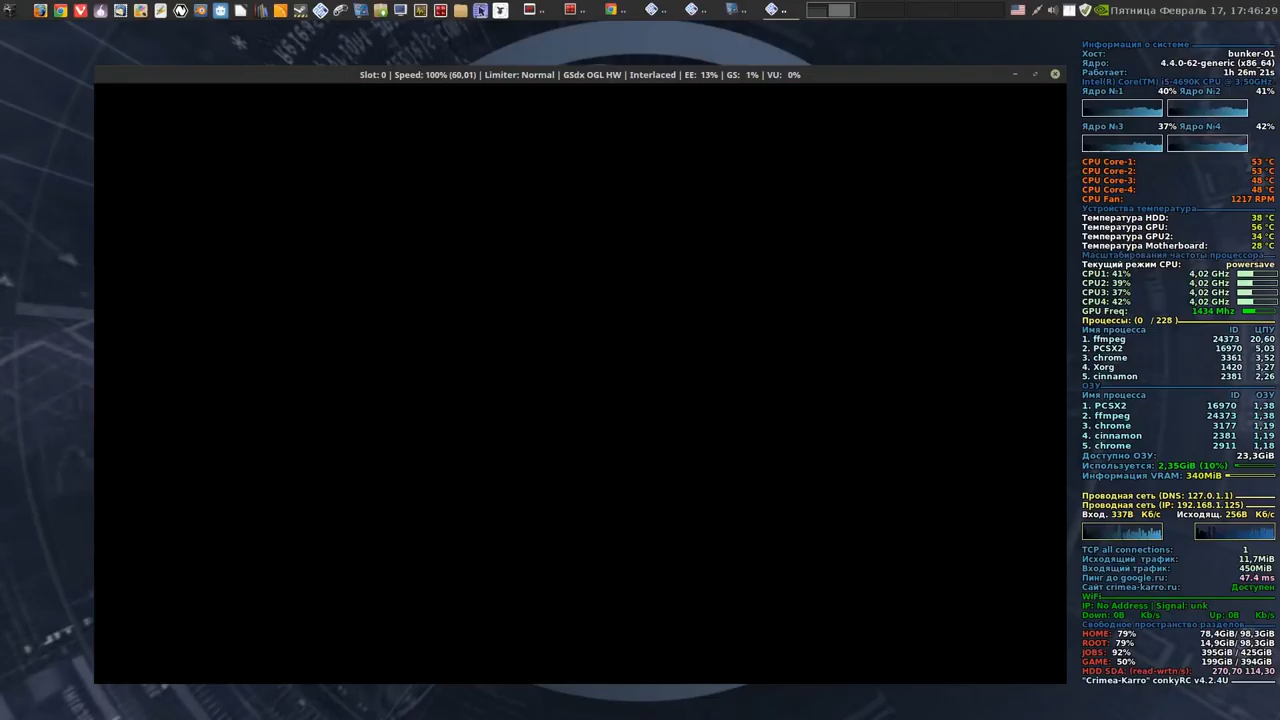 Пятница Февраль 17, 17:46:29
Slot: 0 | Speed: 100% (60,01) | Limiter: Normal | GSdx OGL HW | Interlaced | EE: 13% | GS: 1% | VU: 0%
Информация о системе
Хост: bunker-01
Ядро: 4.4.0-62-generic (x86_64)
Работает: 1h 26m 21s
Intel(R) Core(TM) i5-4690K CPU @ 3.50GHz
Ядро №1 40% Ядро №2 41%
Ядро №3 37% Ядро №4 42%
CPU Core-1: 53 °C
CPU Core-2: 53 °C
CPU Core-3: 48 °C
CPU Core-4: 48 °C
CPU Fan: 1217 RPM
Устройства температура
Температура HDD: 38 °C
Температура GPU: 56 °C
Температура GPU2: 34 °C
Температура Motherboard: 28 °C
Масштабирования частоты процессора
Текущий режим CPU: powersave
CPU1: 41% 4,02 GHz
CPU2: 39% 4,02 GHz
CPU3: 37% 4,02 GHz
CPU4: 42% 4,02 GHz
GPU Freq: 1434 Mhz
Процессы: (0 / 228 )
Имя процесса ID ЦПУ
1. ffmpeg 24373 20,60
2. PCSX2 16970 5,03
3. chrome 3361 3,52
4. Xorg 1420 3,27
5. cinnamon 2381 2,26
ОЗУ
Имя процесса ID ОЗУ
1. PCSX2 16970 1,38
2. ffmpeg 24373 1,38
3. chrome 3177 1,19
4. cinnamon 2381 1,19
5. chrome 2911 1,18
Доступно ОЗУ: 23,3GiB
Используется: 2,35GiB (10%)
Информация VRAM: 340MiB
Проводная сеть (DNS: 127.0.1.1)
Проводная сеть (IP: 192.168.1.125)
Вход. 337B Кб/с Исходящ. 256B Кб/с
TCP all connections: 1
Исходящий трафик: 11,7MiB
Входящий трафик: 450MiB
Пинг до google.ru: 47.4 ms
Сайт crimea-karro.ru: Доступен
WiFi
IP: No Address | Signal: unk
Down: 0B Kb/s Up: 0B Kb/s
Свободное пространство разделов
HOME: 79% 78,4GiB/ 98,3GiB
ROOT: 79% 14,9GiB/ 98,3GiB
JOBS: 92% 395GiB / 425GiB
GAME: 50% 199GiB / 394GiB
HDD SDA: (read-wrtn/s): 270,70 114,30
"Crimea-Karro" conkyRC v4.2.4U